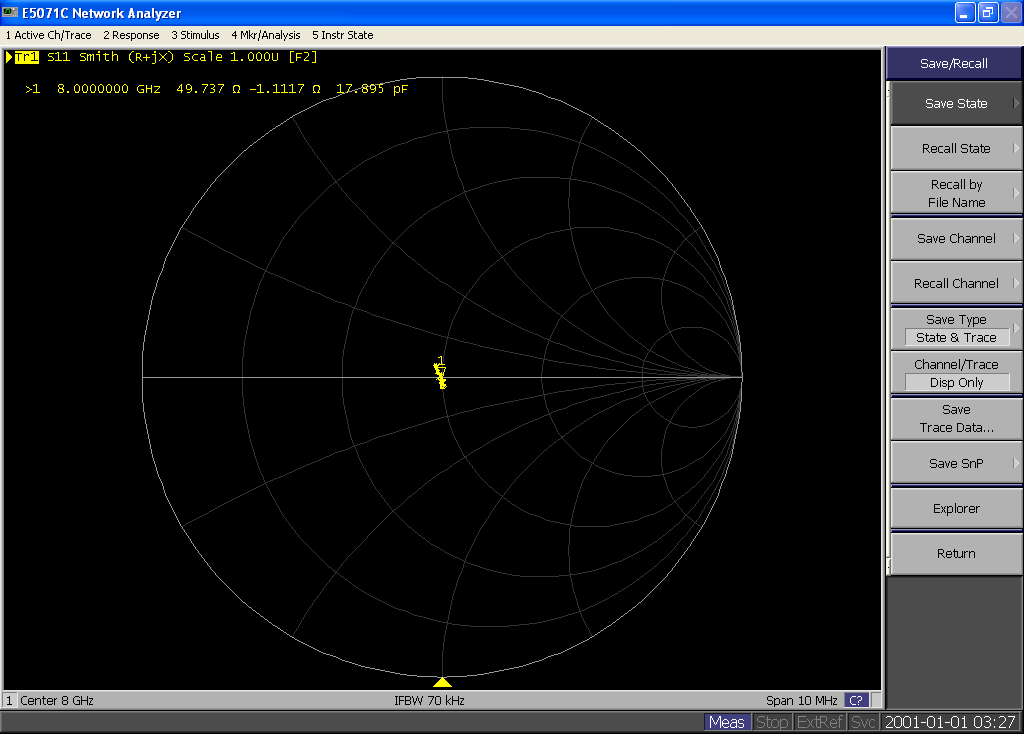 E5071C Network Analyzer
1 Active Ch/Trace 2 Response 3 Stimulus 4 Mkr/Analysis 5 Instr State
Tr1 S11 Smith (R+jX) Scale 1.000U [F2]
>1 8.0000000 GHz 49.737 Ω -1.1117 Ω 17.895 pF
1
Save/Recall
Save State
Recall State
Recall by
File Name
Save Channel
Recall Channel
Save Type
State & Trace
Channel/Trace
Disp Only
Save
Trace Data...
Save SnP
Explorer
Return
1 Center 8 GHz IFBW 70 kHz Span 10 MHz C?
Meas Stop ExtRef Svc 2001-01-01 03:27